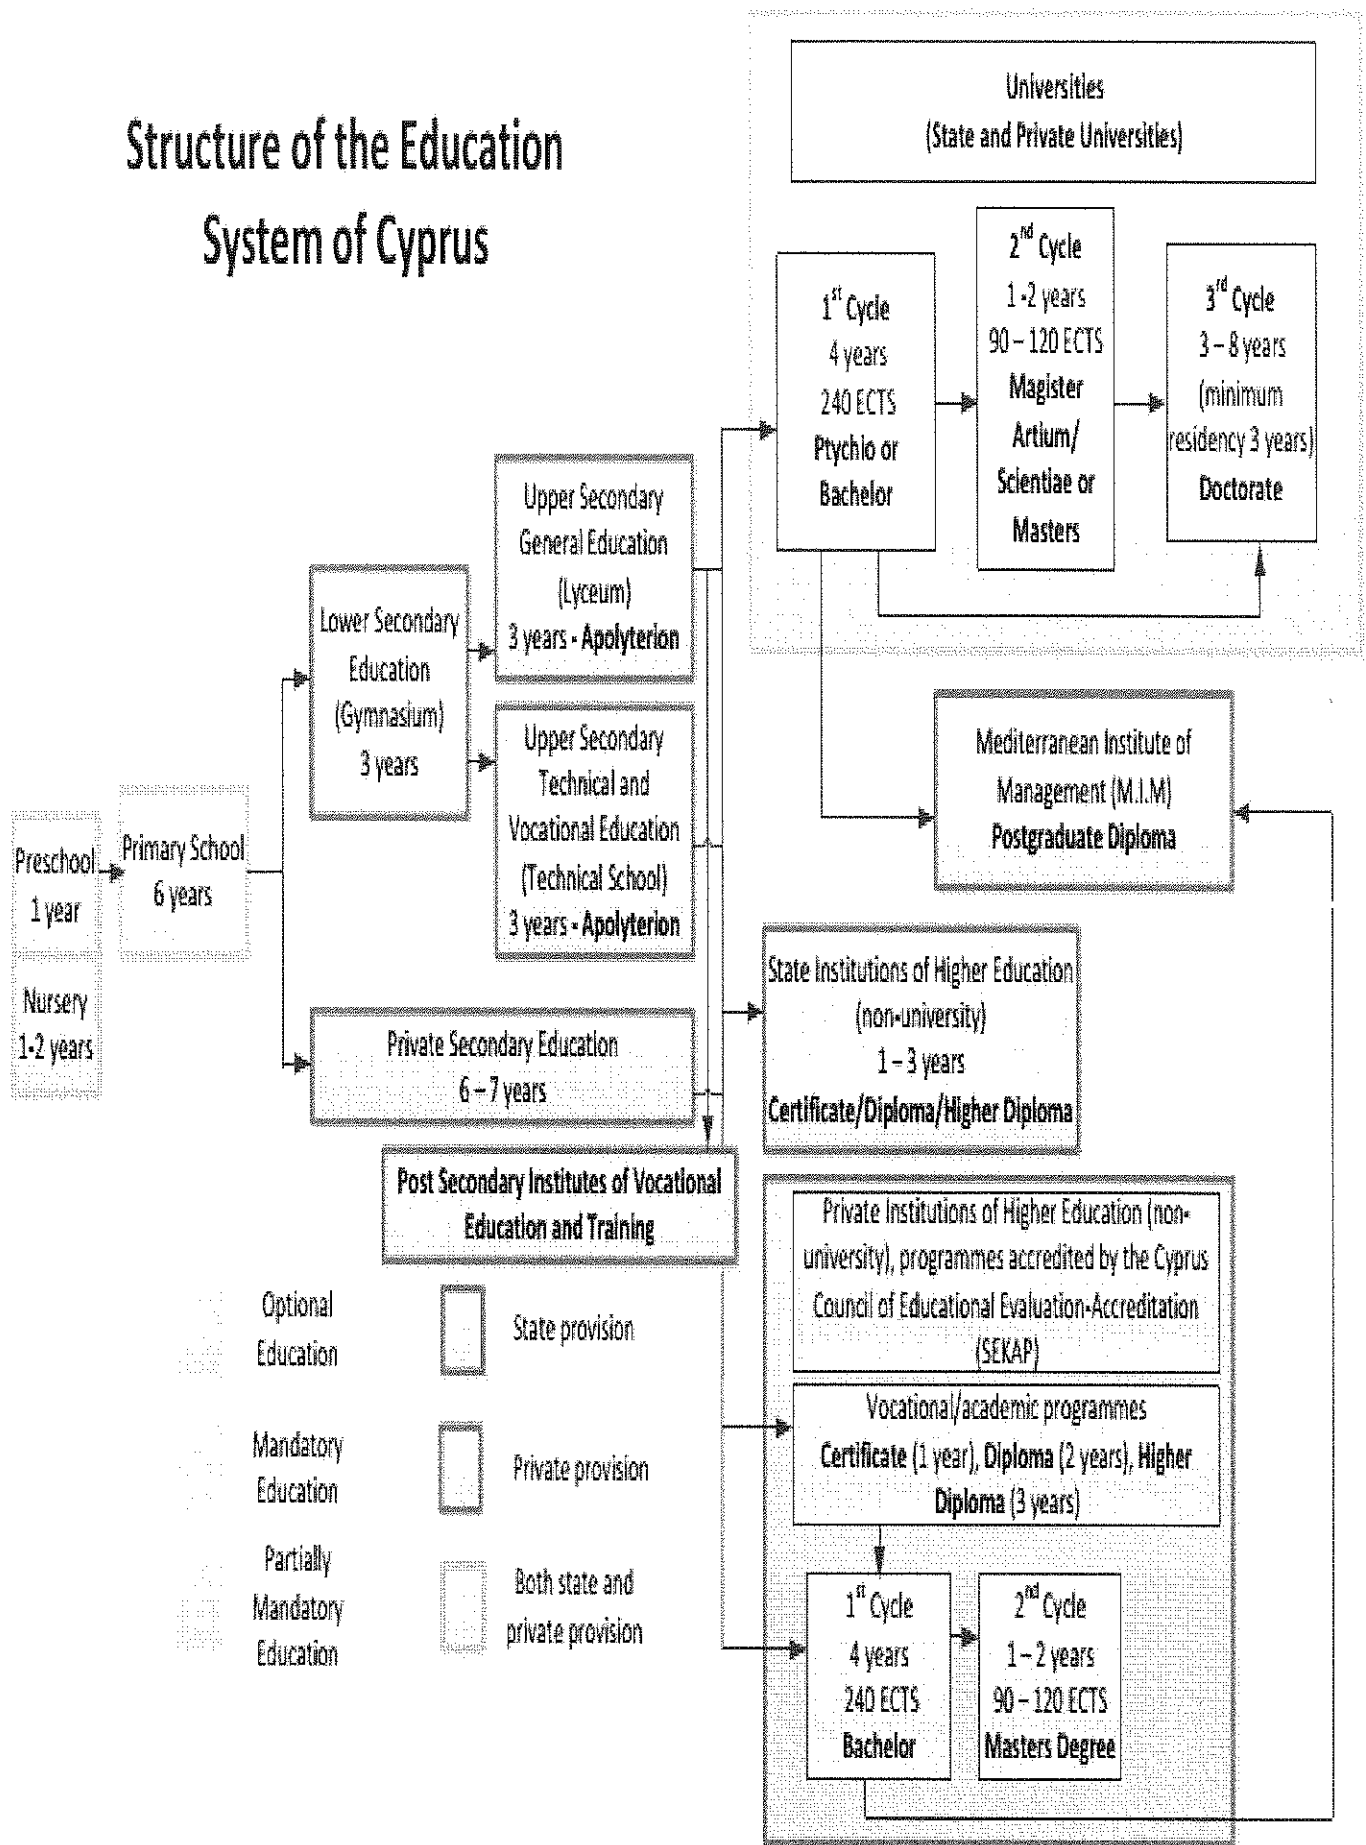 Structure of the Education
System of Cyprus
Universities
(State and Private Universities)
1st Cycle
4 years
240 ECTS
Ptychio or
Bachelor
2nd Cycle
1 -2 years
90 – 120 ECTS
Magister
Artium/
Scientiae or
Masters
3rd Cycle
3 – 8 years
(minimum
residency 3 years)
Doctorate
Upper Secondary
General Education
(Lyceum)
3 years - Apolyterion
Lower Secondary
Education
(Gymnasium)
3 years
Upper Secondary
Technical and
Vocational Education
(Technical School)
3 years - Apolyterion
Mediterranean Institute of
Management (M.I.M)
Postgraduate Diploma
Preschool
1 year
Primary School
6 years
Nursery
1-2 years
Private Secondary Education
6 – 7 years
State Institutions of Higher Education
(non-university)
1 – 3 years
Certificate/Diploma/Higher Diploma
Post Secondary Institutes of Vocational
Education and Training
Private Institutions of Higher Education (non-
university), programmes accredited by the Cyprus
Council of Educational Evaluation-Accreditation
(SEKAP)
Vocational/academic programmes
Certificate (1 year), Diploma (2 years), Higher
Diploma (3 years)
1st Cycle
4 years
240 ECTS
Bachelor
2nd Cycle
1 – 2 years
90 – 120 ECTS
Masters Degree
Optional
Education
State provision
Mandatory
Education
Private provision
Partially
Mandatory
Education
Both state and
private provision